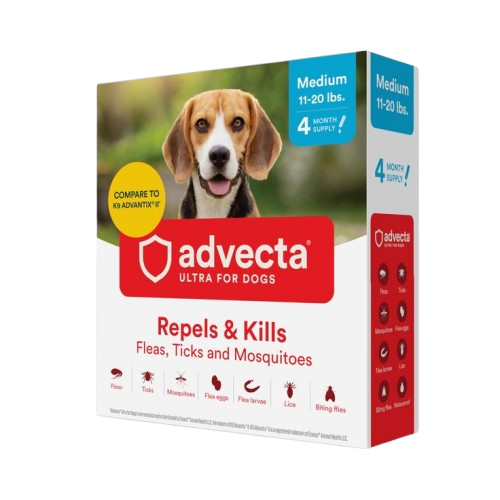 Medium
11-20 lbs.
4 MONTH
SUPPLY!
COMPARE TO
K9 ADVANTIX® II*
advecta®
ULTRA FOR DOGS
Repels & Kills
Fleas, Ticks and Mosquitoes
Fleas
Ticks
Mosquitoes
Flea eggs
Flea larvae
Lice
Biting flies
Medium
11-20 lbs.
4 MONTH
SUPPLY!
advecta
Fleas
Ticks
Mosquitoes
Flea eggs
Flea larvae
Lice
Biting flies
Waterproof